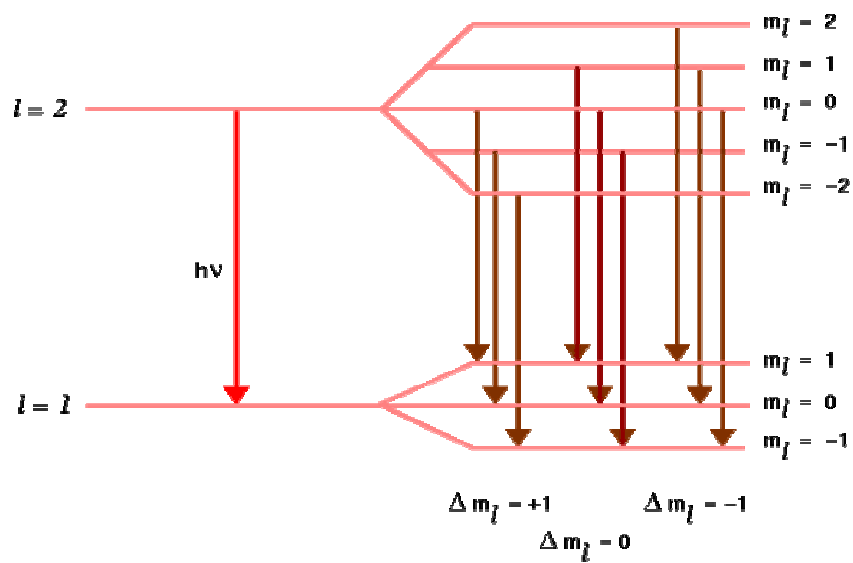 m_l = 2
m_l = 1
l = 2
m_l = 0
m_l = -1
m_l = -2
hν
m_l = 1
l = 1
m_l = 0
m_l = -1
Δ m_l = +1
Δ m_l = -1
Δ m_l = 0